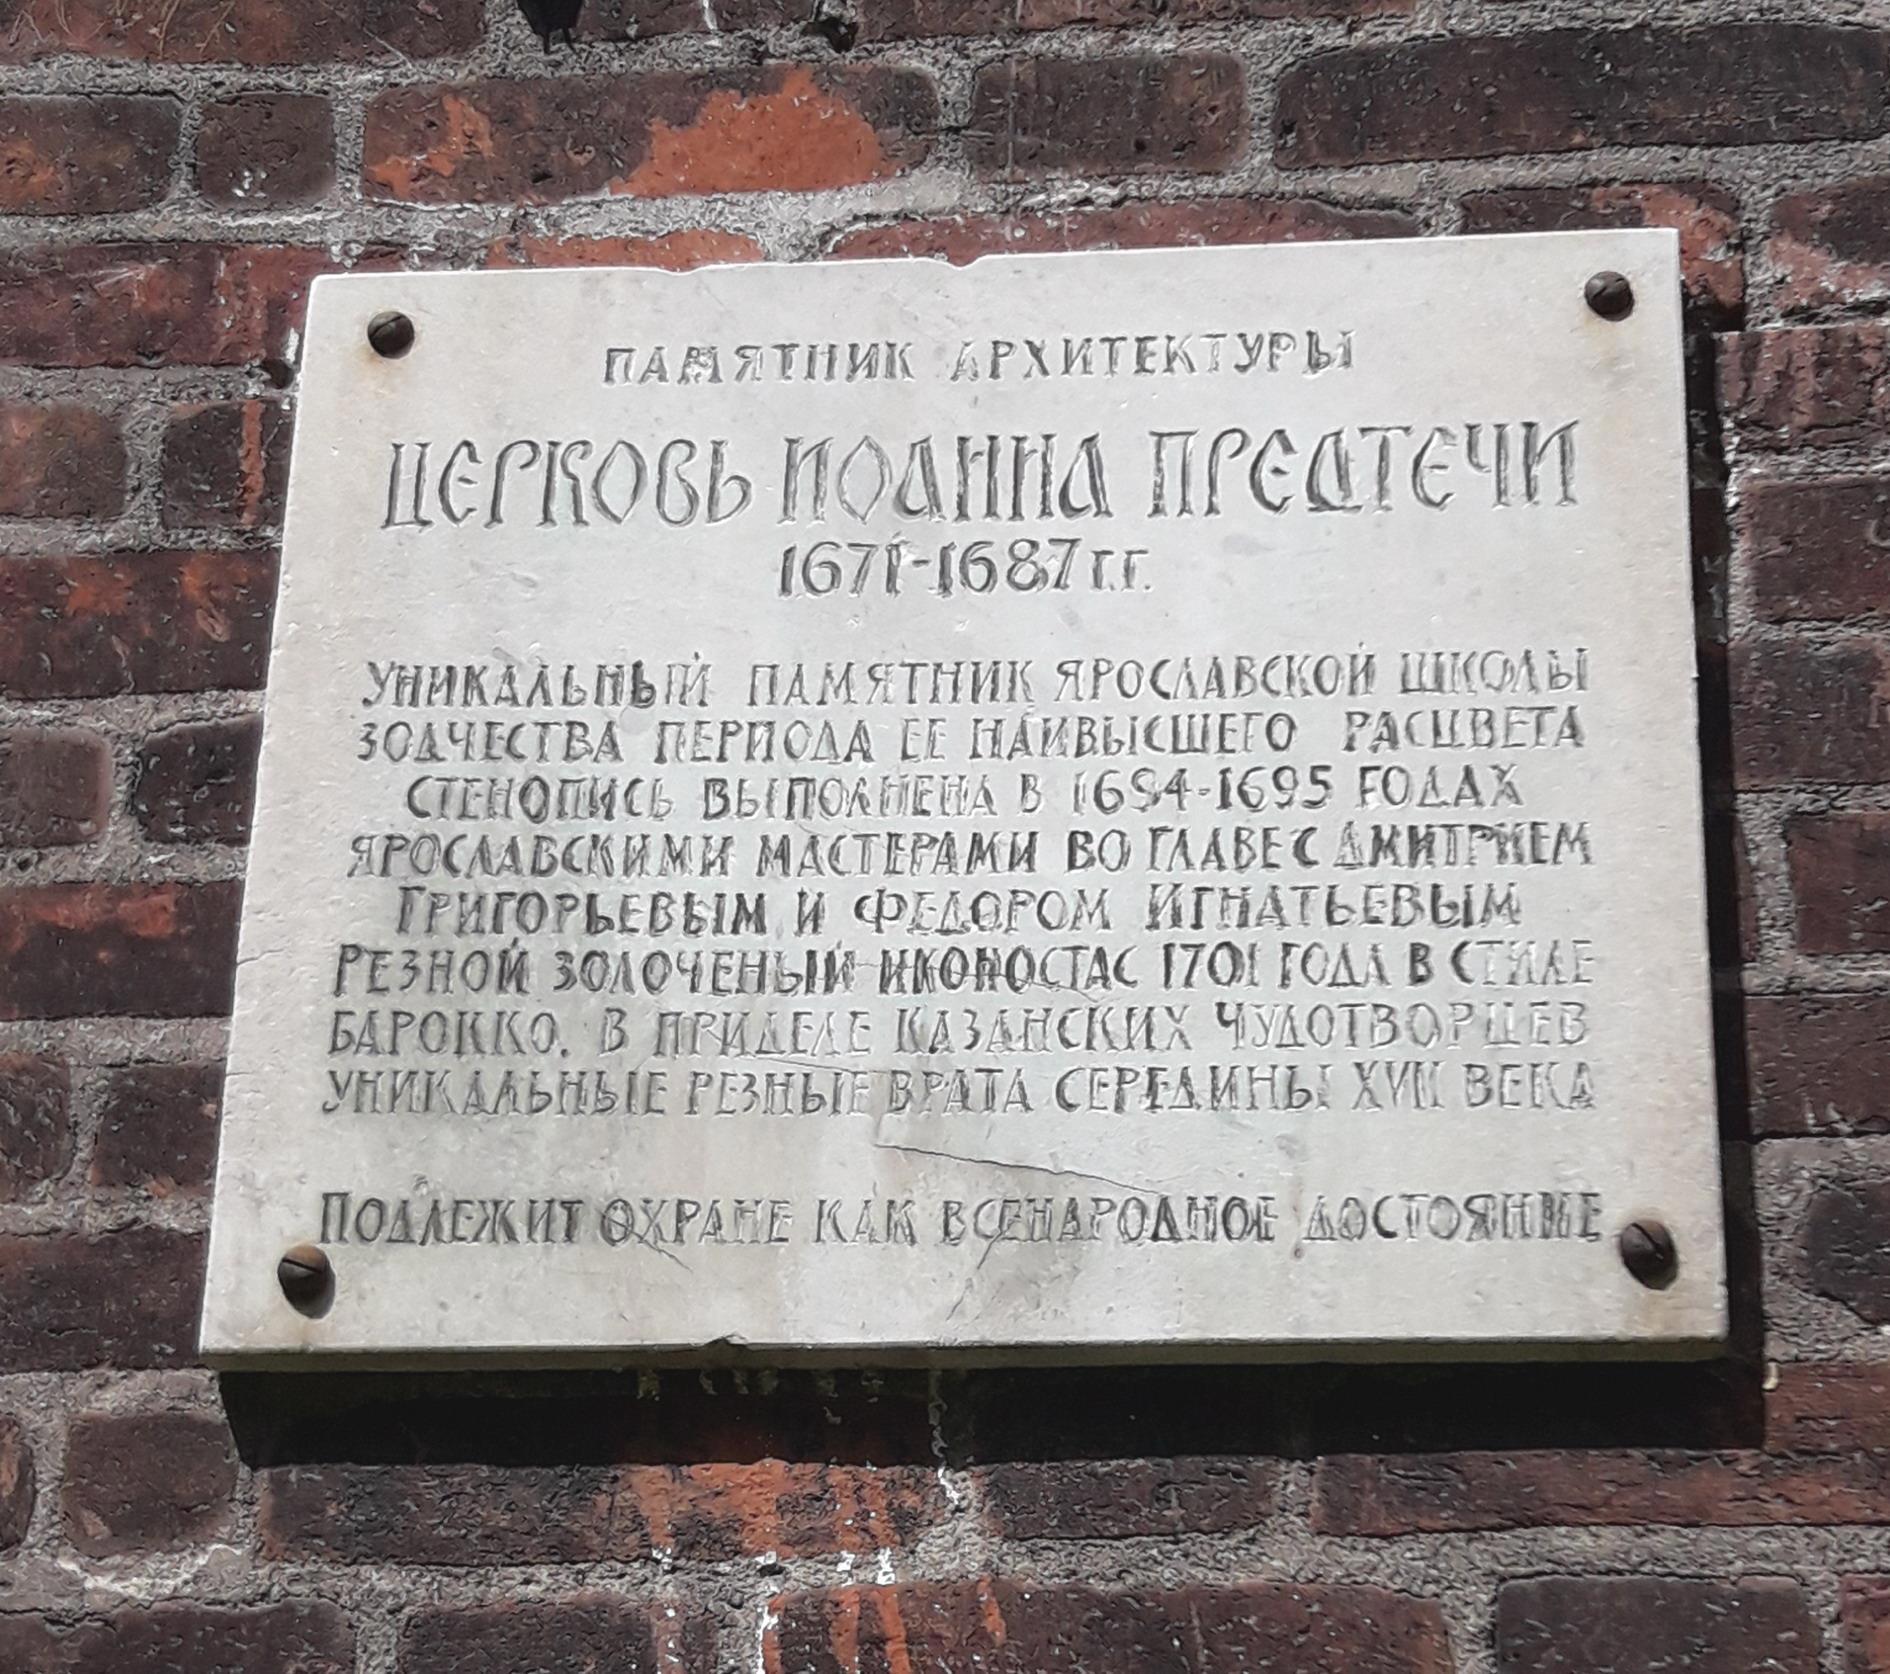 ПАМЯТНИК АРХИТЕКТУРЫ
ЦЕРКОВЬ ИОАННА ПРЕДТЕЧИ
1671-1687 г.г.
УНИКАЛЬНЫЙ ПАМЯТНИК ЯРОСЛАВСКОЙ ШКОЛЫ
ЗОДЧЕСТВА ПЕРИОДА ЕЕ НАИВЫСШЕГО РАСЦВЕТА
СТЕНОПИСЬ ВЫПОЛНЕНА В 1694-1695 ГОДАХ
ЯРОСЛАВСКИМИ МАСТЕРАМИ ВО ГЛАВЕ С ДМИТРИЕМ
ГРИГОРЬЕВЫМ И ФЕДОРОМ ИГНАТЬЕВЫМ
РЕЗНОЙ ЗОЛОЧЕНЫЙ ИКОНОСТАС 1701 ГОДА В СТИЛЕ
БАРОККО. В ПРИДЕЛЕ КАЗАНСКИХ ЧУДОТВОРЦЕВ
УНИКАЛЬНЫЕ РЕЗНЫЕ ВРАТА СЕРЕДИНЫ XVII ВЕКА
ПОДЛЕЖИТ ОХРАНЕ КАК ВСЕНАРОДНОЕ ДОСТОЯНИЕ